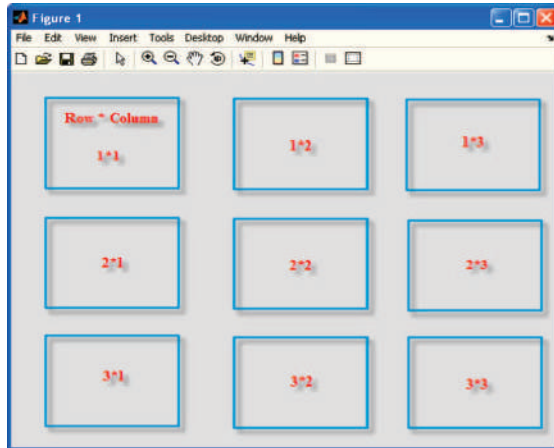 Figure 1
File Edit View Insert Tools Desktop Window Help
Row * Column
1*1 1*2 1*3
2*1 2*2 2*3
3*1 3*2 3*3